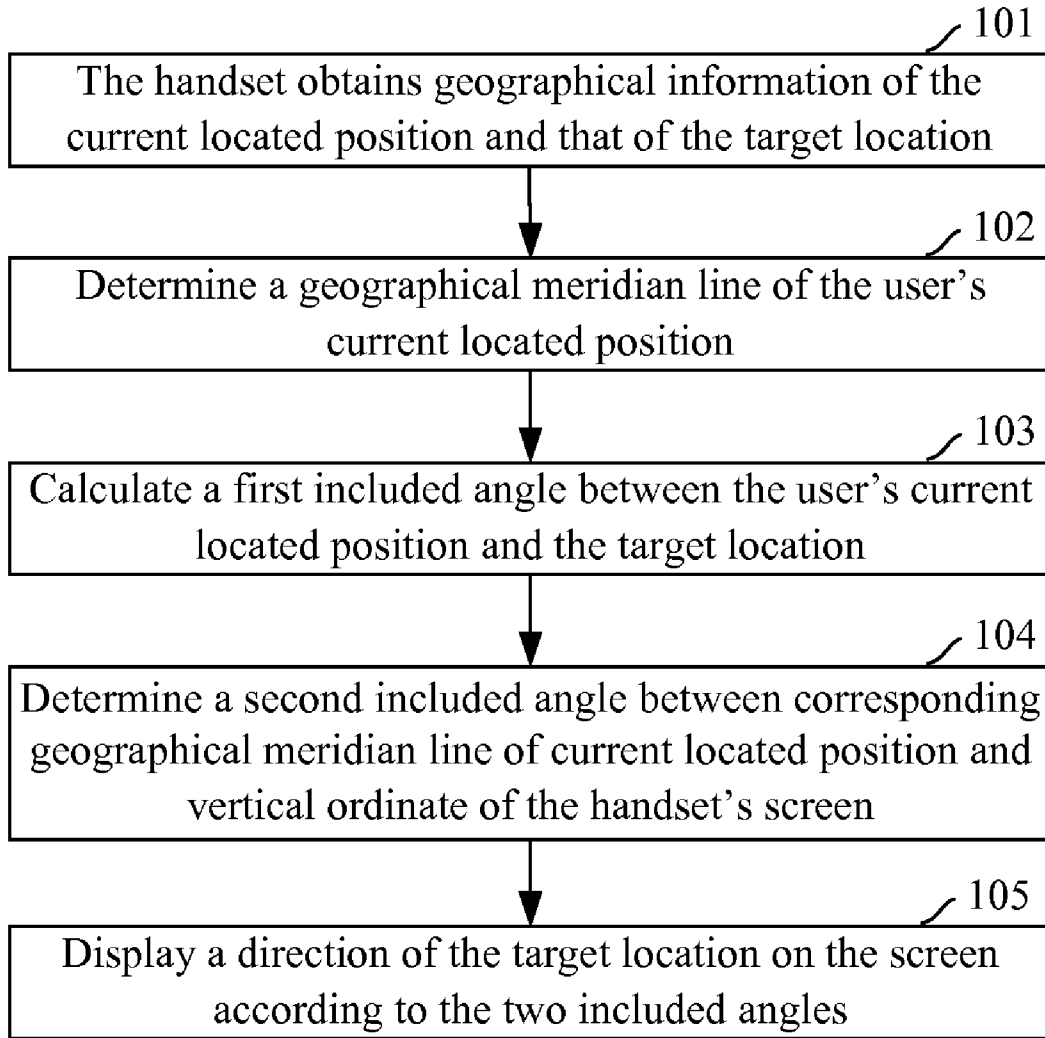 101
The handset obtains geographical information of the
current located position and that of the target location
102
Determine a geographical meridian line of the user’s
current located position
103
Calculate a first included angle between the user’s current
located position and the target location
104
Determine a second included angle between corresponding
geographical meridian line of current located position and
vertical ordinate of the handset’s screen
105
Display a direction of the target location on the screen
according to the two included angles